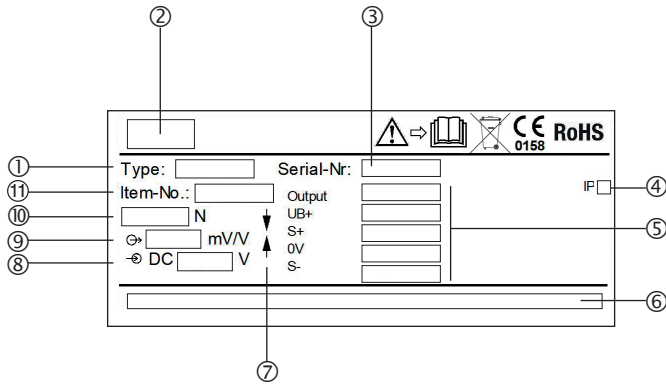 ② ③
0158 RoHS
① Type: Serial-Nr:
⑪ Item-No.: Output IP ④
⑩ N UB+
⑨ mV/V S+ ⑤
⑧ DC V 0V
S-
⑥
⑦